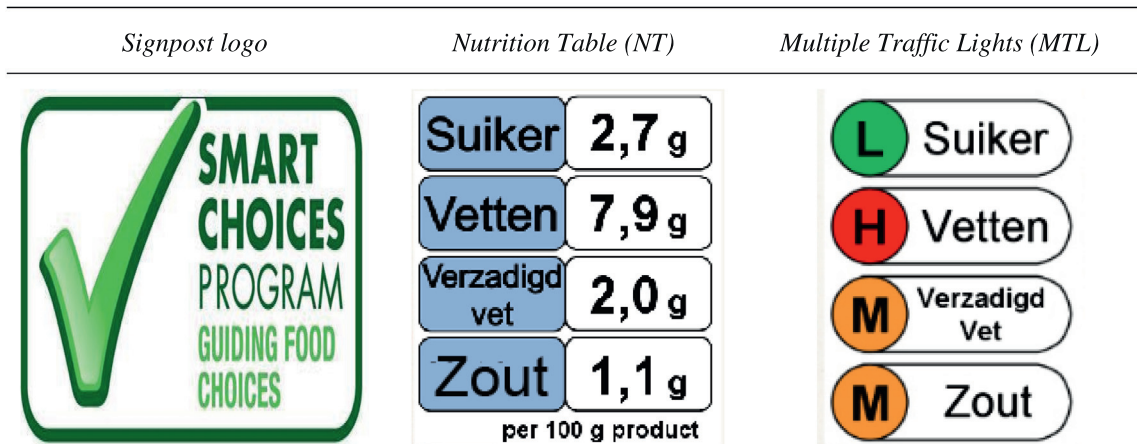 Signpost logo
Nutrition Table (NT)
Multiple Traffic Lights (MTL)
SMART
CHOICES
PROGRAM
GUIDING FOOD
CHOICES
Suiker 2,7 g
Vetten 7,9 g
Verzadigd
vet
2,0 g
Zout 1,1 g
per 100 g product
L Suiker
H Vetten
M Verzadigd
Vet
M Zout